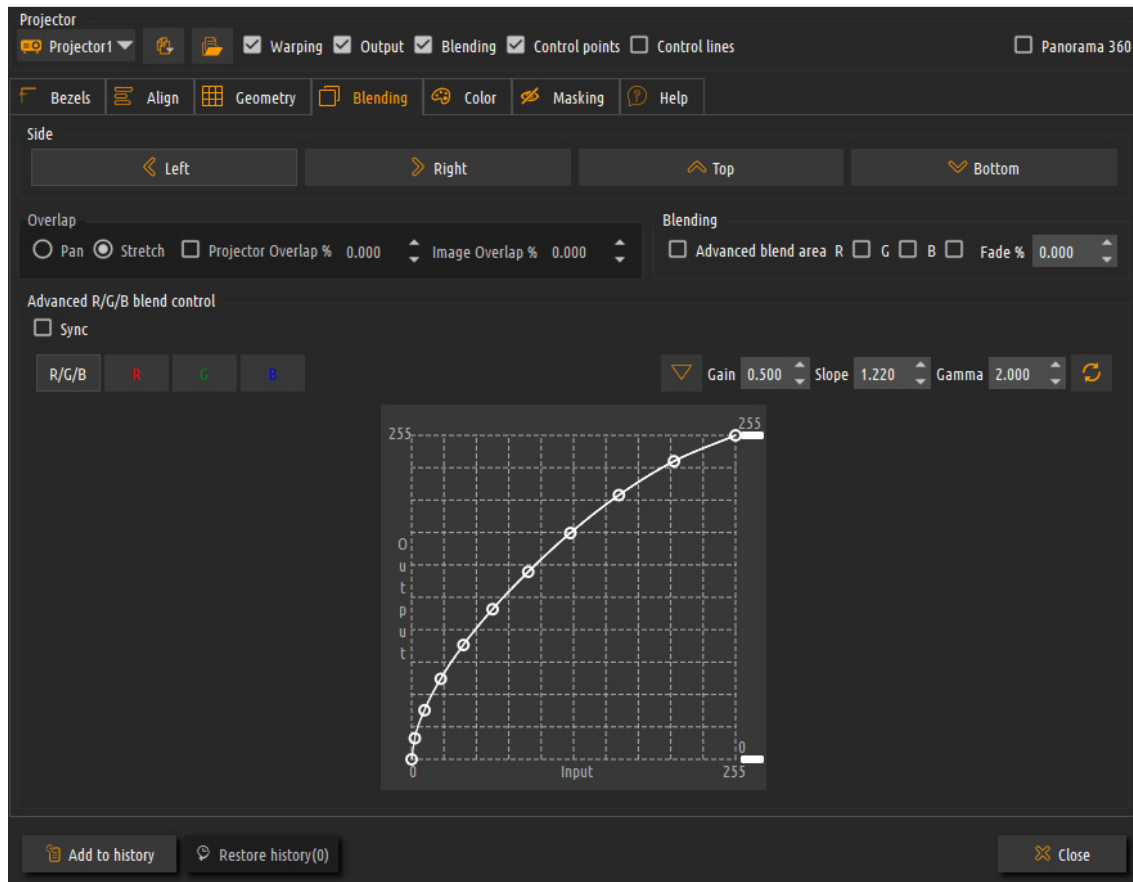 Projector
Projector1 Warping Output Blending Control points Control lines Panorama 360
Bezels Align Geometry Blending Color Masking Help
Side
Left Right Top Bottom
Overlap Blending
Pan Stretch Projector Overlap % 0.000 Image Overlap % 0.000 Advanced blend area R G B Fade % 0.000
Advanced R/G/B blend control
Sync
R/G/B R G B Gain 0.500 Slope 1.220 Gamma 2.000
255
255
Output
0
0 Input 255
Add to history Restore history(0) Close